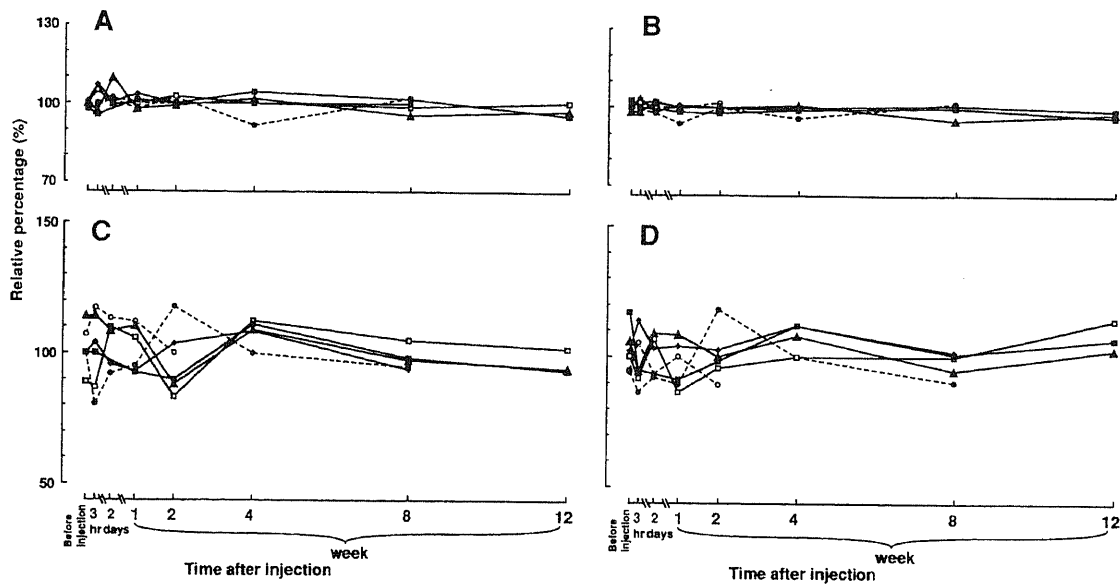 A
B
130
100
70
Relative percentage (%)
C
D
150
100
50
Before
Injection
3
hr
2
days
1
2
4
8
12
week
Time after injection
Before
Injection
3
hr
2
days
1
2
4
8
12
week
Time after injection